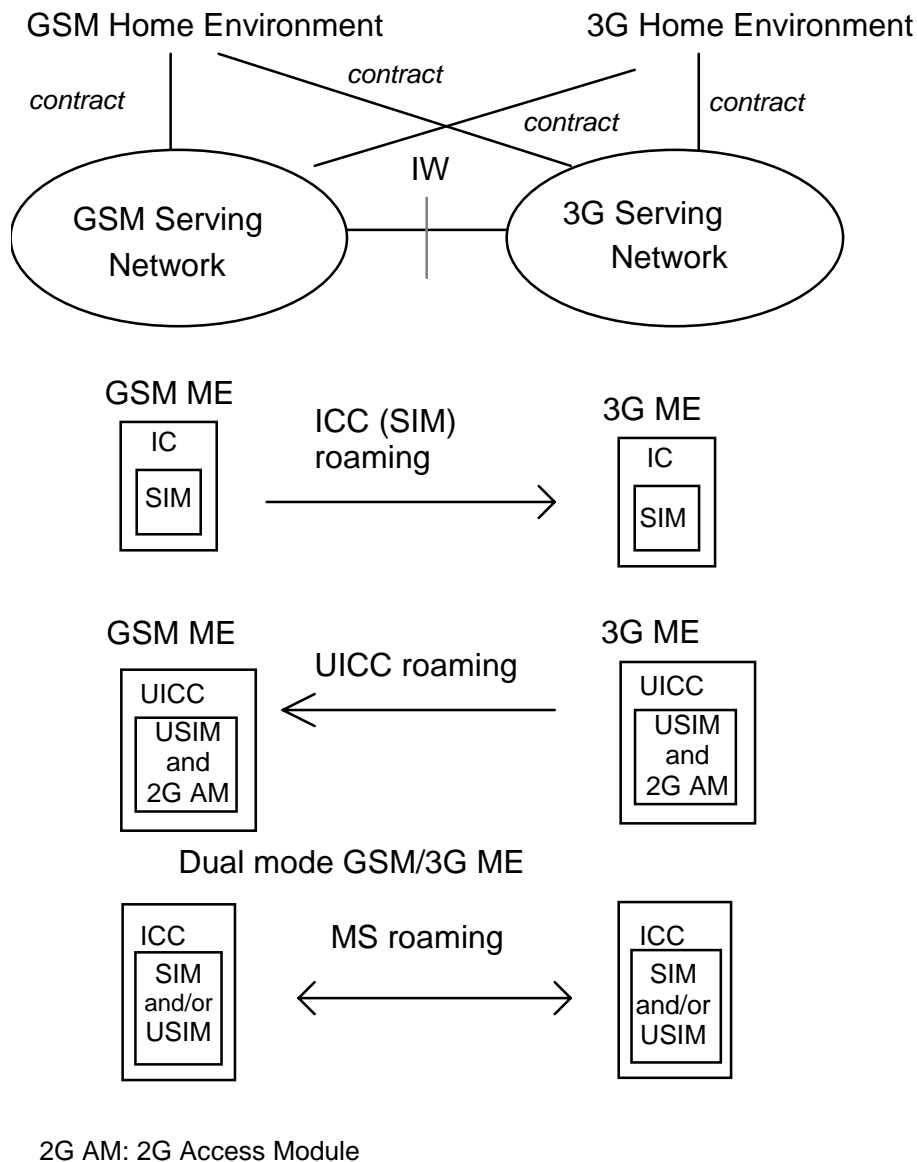 GSM Home Environment
3G Home Environment
contract
contract
contract
contract
IW
GSM Serving
Network
3G Serving
Network
GSM ME
IC
SIM
ICC (SIM)
roaming
3G ME
IC
SIM
GSM ME
UICC
USIM
and
2G AM
UICC roaming
3G ME
UICC
USIM
and
2G AM
Dual mode GSM/3G ME
ICC
SIM
and/or
USIM
MS roaming
ICC
SIM
and/or
USIM
2G AM: 2G Access Module